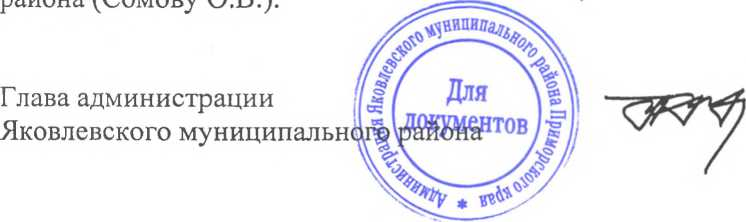 района (Сомову О.В.).
Глава администрации
Яковлевского муниципального района
Администрация Яковлевского муниципального района Приморского края *
Для
документов